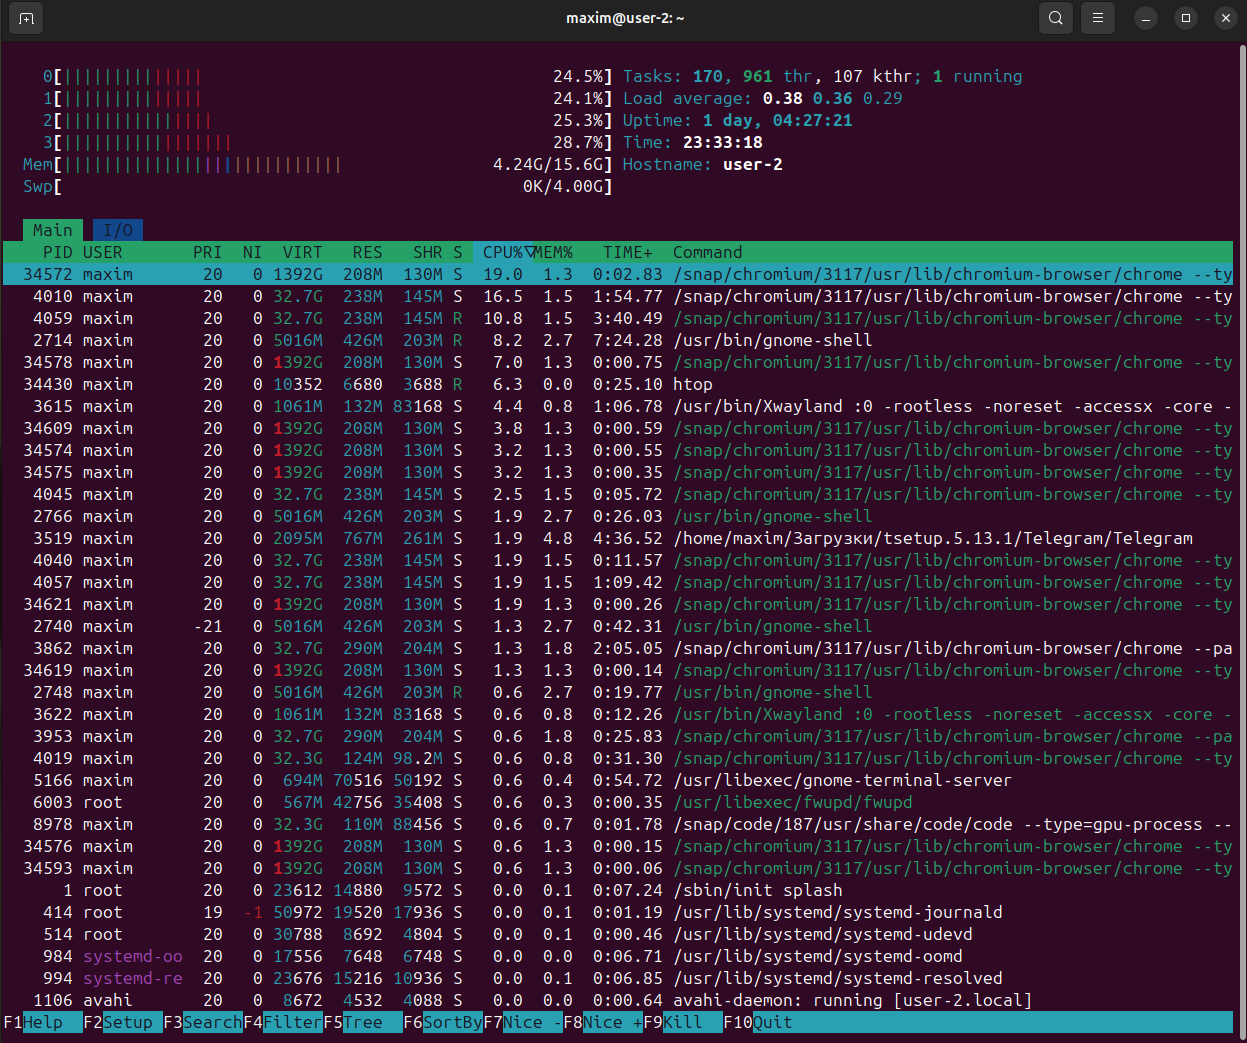 maxim@user-2: ~
0[|||||||||||||| 24.5%] Tasks: 170, 961 thr, 107 kthr; 1 running
1[|||||||||||||| 24.1%] Load average: 0.38 0.36 0.29
2[||||||||||||||| 25.3%] Uptime: 1 day, 04:27:21
3[||||||||||||||||| 28.7%] Time: 23:33:18
Mem[|||||||||||||||||||||||||||| 4.24G/15.6G] Hostname: user-2
Swp[ 0K/4.00G]
Main I/O
PID USER PRI NI VIRT RES SHR S CPU%▽MEM% TIME+ Command
34572 maxim 20 0 1392G 208M 130M S 19.0 1.3 0:02.83 /snap/chromium/3117/usr/lib/chromium-browser/chrome --ty
4010 maxim 20 0 32.7G 238M 145M S 16.5 1.5 1:54.77 /snap/chromium/3117/usr/lib/chromium-browser/chrome --ty
4059 maxim 20 0 32.7G 238M 145M R 10.8 1.5 3:40.49 /snap/chromium/3117/usr/lib/chromium-browser/chrome --ty
2714 maxim 20 0 5016M 426M 203M R 8.2 2.7 7:24.28 /usr/bin/gnome-shell
34578 maxim 20 0 1392G 208M 130M S 7.0 1.3 0:00.75 /snap/chromium/3117/usr/lib/chromium-browser/chrome --ty
34430 maxim 20 0 10352 6680 3688 R 6.3 0.0 0:25.10 htop
3615 maxim 20 0 1061M 132M 83168 S 4.4 0.8 1:06.78 /usr/bin/Xwayland :0 -rootless -noreset -accessx -core -
34609 maxim 20 0 1392G 208M 130M S 3.8 1.3 0:00.59 /snap/chromium/3117/usr/lib/chromium-browser/chrome --ty
34574 maxim 20 0 1392G 208M 130M S 3.2 1.3 0:00.55 /snap/chromium/3117/usr/lib/chromium-browser/chrome --ty
34575 maxim 20 0 1392G 208M 130M S 3.2 1.3 0:00.35 /snap/chromium/3117/usr/lib/chromium-browser/chrome --ty
4045 maxim 20 0 32.7G 238M 145M S 2.5 1.5 0:05.72 /snap/chromium/3117/usr/lib/chromium-browser/chrome --ty
2766 maxim 20 0 5016M 426M 203M S 1.9 2.7 0:26.03 /usr/bin/gnome-shell
3519 maxim 20 0 2095M 767M 261M S 1.9 4.8 4:36.52 /home/maxim/Загрузки/tsetup.5.13.1/Telegram/Telegram
4040 maxim 20 0 32.7G 238M 145M S 1.9 1.5 0:11.57 /snap/chromium/3117/usr/lib/chromium-browser/chrome --ty
4057 maxim 20 0 32.7G 238M 145M S 1.9 1.5 1:09.42 /snap/chromium/3117/usr/lib/chromium-browser/chrome --ty
34621 maxim 20 0 1392G 208M 130M S 1.9 1.3 0:00.26 /snap/chromium/3117/usr/lib/chromium-browser/chrome --ty
2740 maxim -21 0 5016M 426M 203M S 1.3 2.7 0:42.31 /usr/bin/gnome-shell
3862 maxim 20 0 32.7G 290M 204M S 1.3 1.8 2:05.05 /snap/chromium/3117/usr/lib/chromium-browser/chrome --pa
34619 maxim 20 0 1392G 208M 130M S 1.3 1.3 0:00.14 /snap/chromium/3117/usr/lib/chromium-browser/chrome --ty
2748 maxim 20 0 5016M 426M 203M R 0.6 2.7 0:19.77 /usr/bin/gnome-shell
3622 maxim 20 0 1061M 132M 83168 S 0.6 0.8 0:12.26 /usr/bin/Xwayland :0 -rootless -noreset -accessx -core -
3953 maxim 20 0 32.7G 290M 204M S 0.6 1.8 0:25.83 /snap/chromium/3117/usr/lib/chromium-browser/chrome --pa
4019 maxim 20 0 32.3G 124M 98.2M S 0.6 0.8 0:31.30 /snap/chromium/3117/usr/lib/chromium-browser/chrome --ty
5166 maxim 20 0 694M 70516 50192 S 0.6 0.4 0:54.72 /usr/libexec/gnome-terminal-server
6003 root 20 0 567M 42756 35408 S 0.6 0.3 0:00.35 /usr/libexec/fwupd/fwupd
8978 maxim 20 0 32.3G 110M 88456 S 0.6 0.7 0:01.78 /snap/code/187/usr/share/code/code --type=gpu-process --
34576 maxim 20 0 1392G 208M 130M S 0.6 1.3 0:00.15 /snap/chromium/3117/usr/lib/chromium-browser/chrome --ty
34593 maxim 20 0 1392G 208M 130M S 0.6 1.3 0:00.06 /snap/chromium/3117/usr/lib/chromium-browser/chrome --ty
1 root 20 0 23612 14880 9572 S 0.0 0.1 0:07.24 /sbin/init splash
414 root 19 -1 50972 19520 17936 S 0.0 0.1 0:01.19 /usr/lib/systemd/systemd-journald
514 root 20 0 30788 8692 4804 S 0.0 0.1 0:00.46 /usr/lib/systemd/systemd-udevd
984 systemd-oo 20 0 17556 7648 6748 S 0.0 0.0 0:06.71 /usr/lib/systemd/systemd-oomd
994 systemd-re 20 0 23676 15216 10936 S 0.0 0.1 0:06.85 /usr/lib/systemd/systemd-resolved
1106 avahi 20 0 8672 4532 4088 S 0.0 0.0 0:00.64 avahi-daemon: running [user-2.local]
F1Help F2Setup F3SearchF4FilterF5Tree F6SortByF7Nice -F8Nice +F9Kill F10Quit